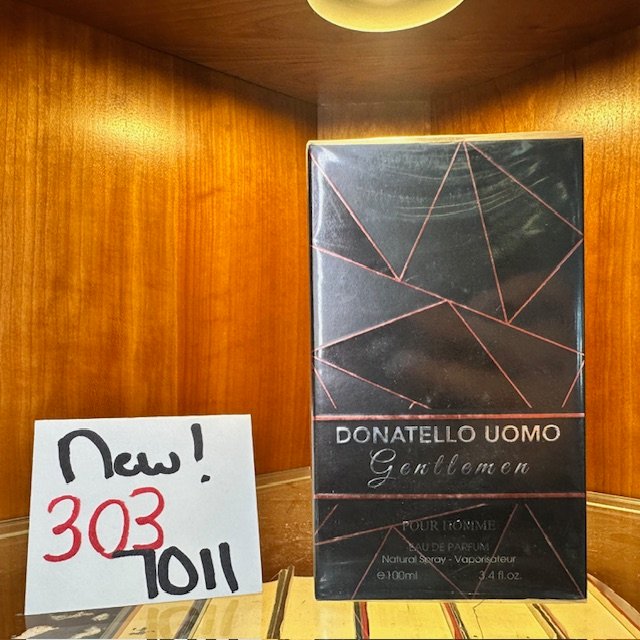 New!
303
7011
DONATELLO UOMO
Gentlemen
POUR HOMME
EAU DE PARFUM
Natural Spray - Vaporisateur
℮100ml 3.4 fl.oz.